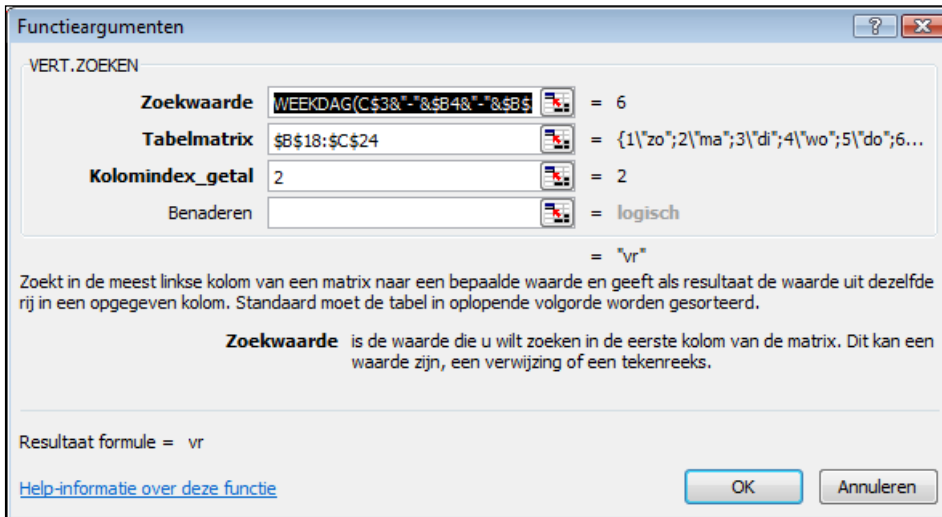 Functieargumenten
VERT.ZOEKEN
Zoekwaarde WEEKDAG(C$3&"-"&$B4&"-"&$B$ = 6
Tabelmatrix $B$18:$C$24 = {1\"zo";2\"ma";3\"di";4\"wo";5\"do";6...
Kolomindex_getal 2 = 2
Benaderen = logisch
= "vr"
Zoekt in de meest linkse kolom van een matrix naar een bepaalde waarde en geeft als resultaat de waarde uit dezelfde
rij in een opgegeven kolom. Standaard moet de tabel in oplopende volgorde worden gesorteerd.
Zoekwaarde is de waarde die u wilt zoeken in de eerste kolom van de matrix. Dit kan een
waarde zijn, een verwijzing of een tekenreeks.
Resultaat formule = vr
Help-informatie over deze functie
OK Annuleren